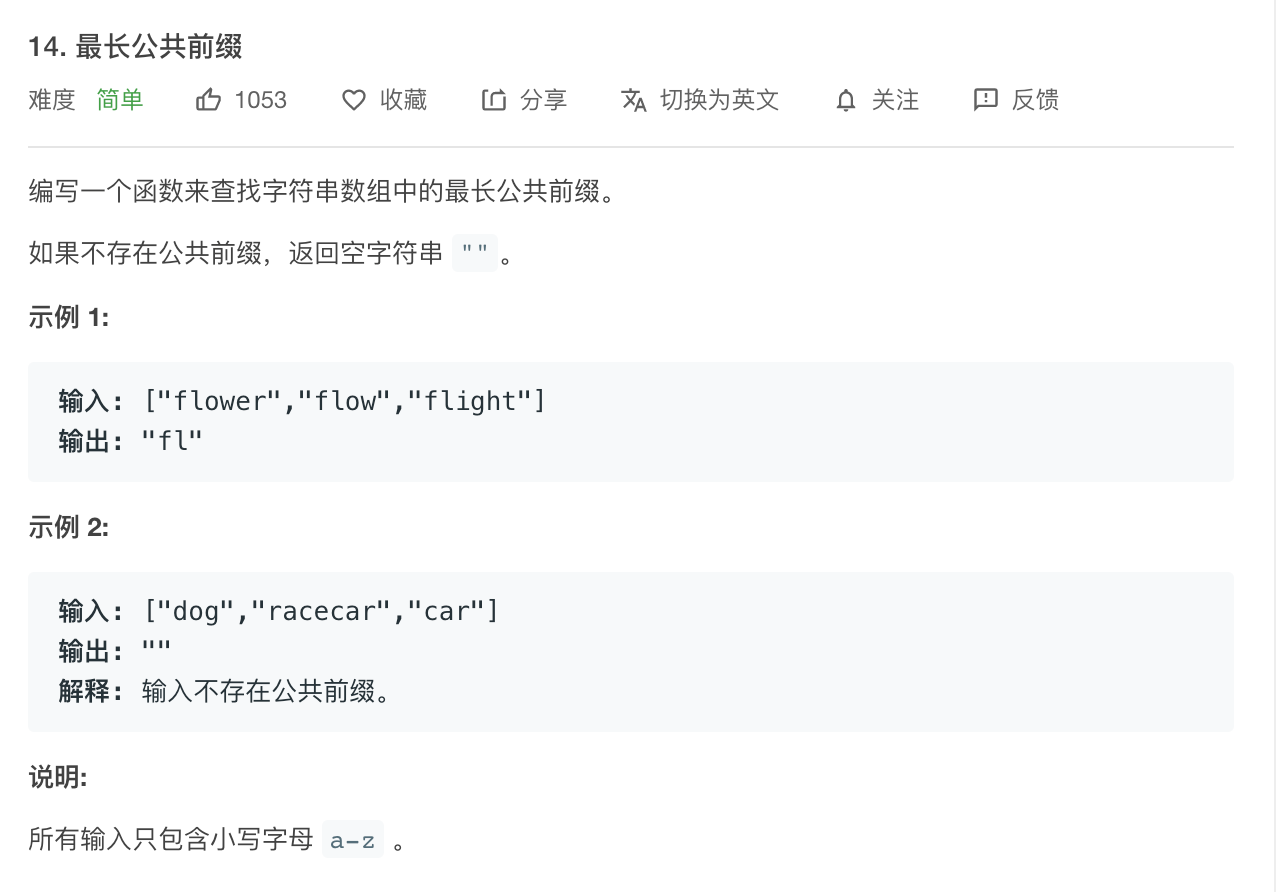 14. 最长公共前缀
难度 简单 1053 收藏 分享 切换为英文 关注 反馈
编写一个函数来查找字符串数组中的最长公共前缀。
如果不存在公共前缀，返回空字符串 "" 。
示例 1:
输入: ["flower","flow","flight"]
输出: "fl"
示例 2:
输入: ["dog","racecar","car"]
输出: ""
解释: 输入不存在公共前缀。
说明:
所有输入只包含小写字母 a-z 。